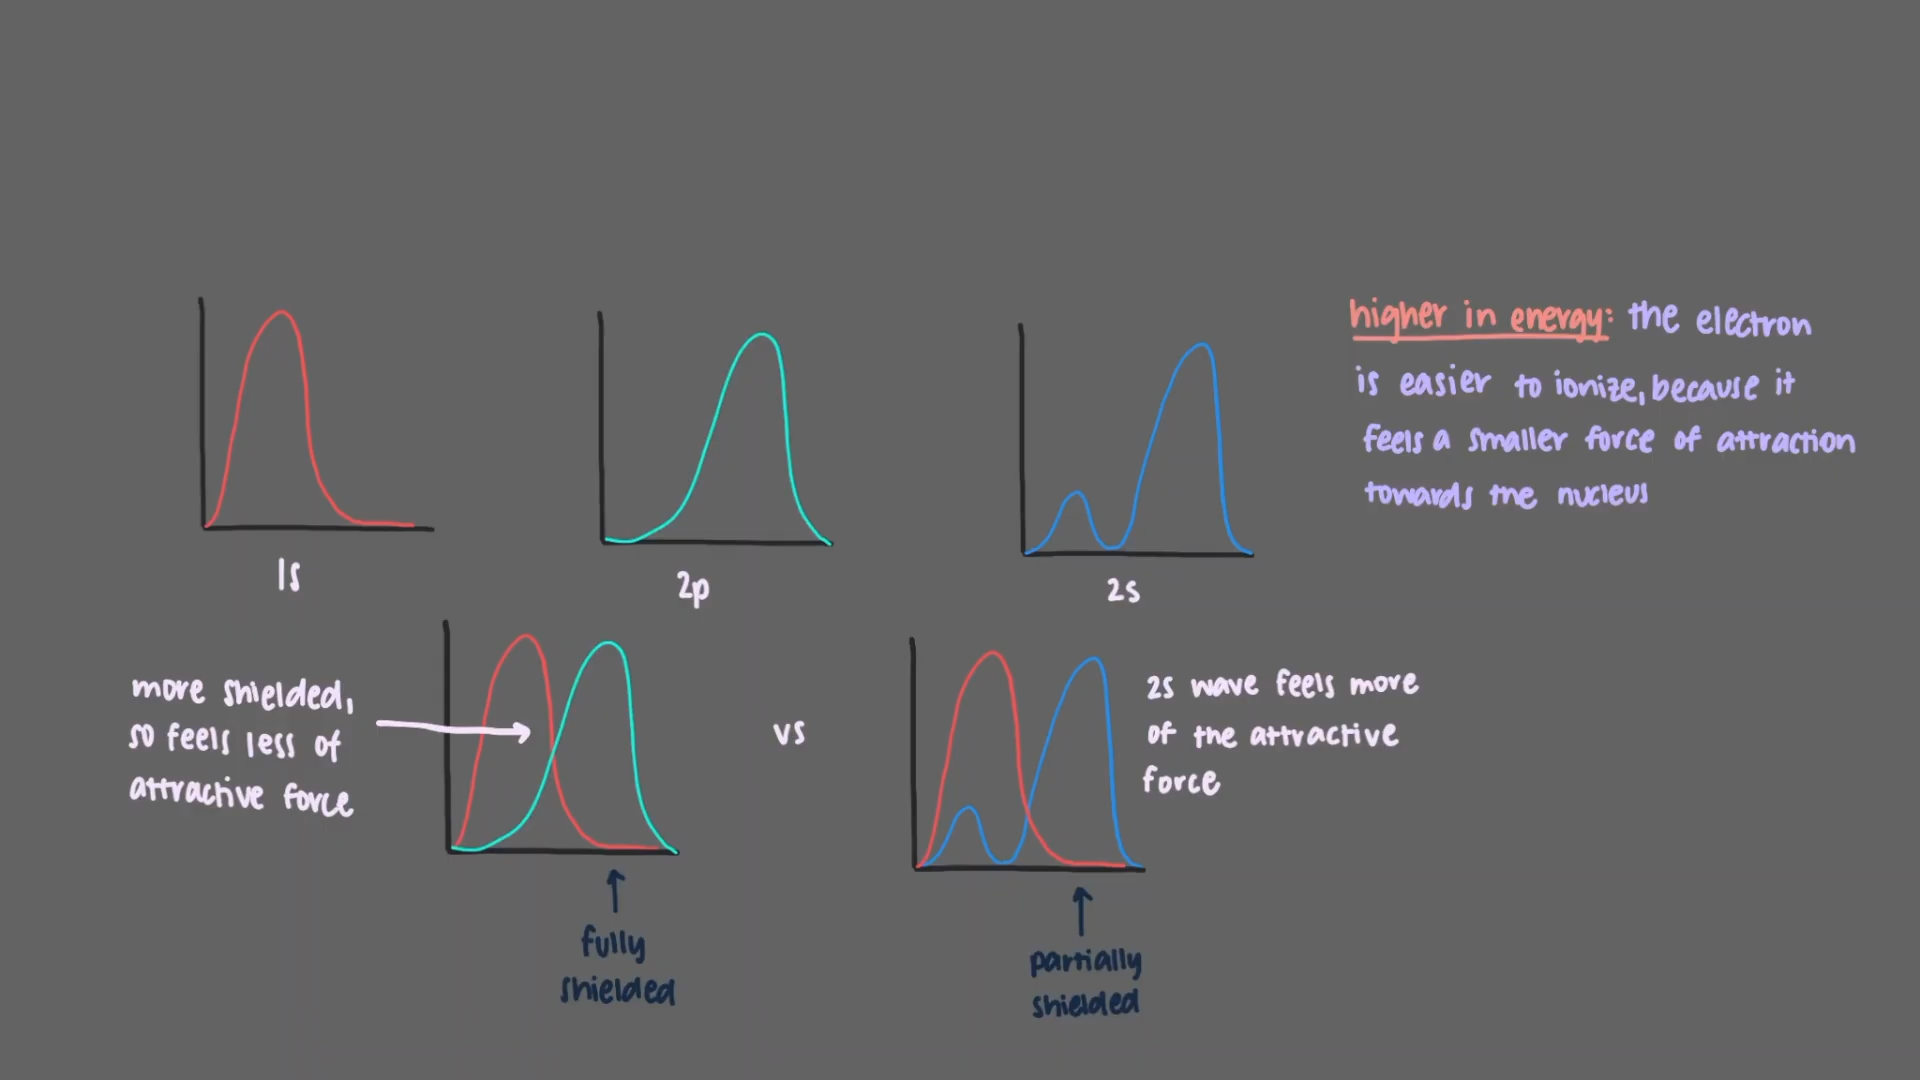 higher in energy: the electron
is easier to ionize, because it
feels a smaller force of attraction
towards the nucleus
1s
2p
2s
more shielded,
so feels less of
attractive force
vs
2s wave feels more
of the attractive
force
fully
shielded
partially
shielded